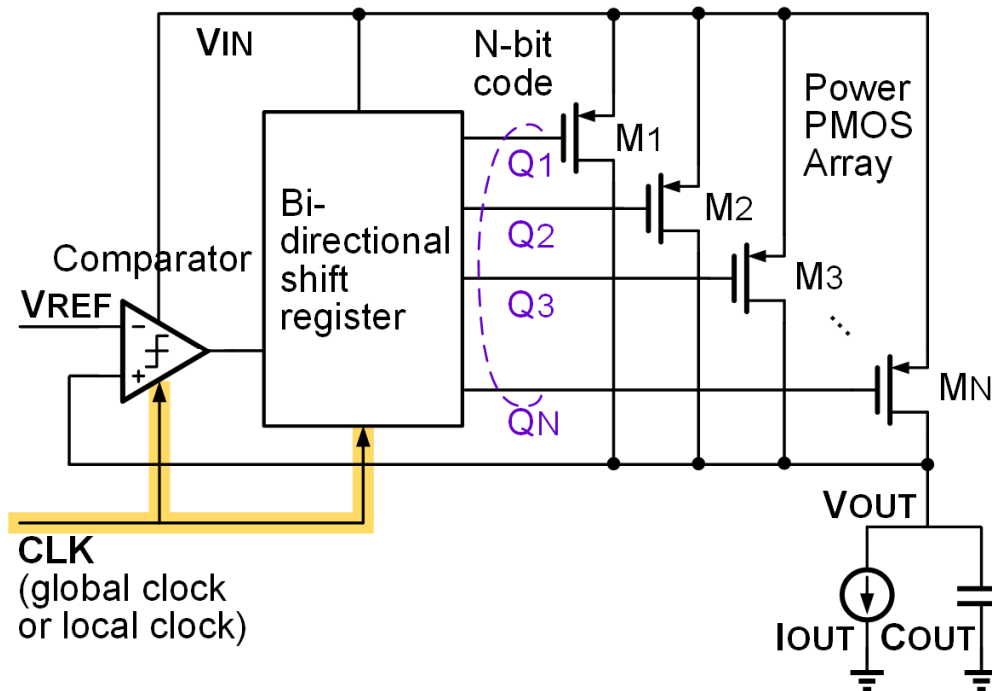 VIN
N-bit
code
Power
PMOS
Array
M1
Q1
Bi-
directional
shift
register
M2
Q2
Comparator
M3
Q3
VREF
−
+
...
MN
QN
VOUT
CLK
(global clock
or local clock)
IOUT
COUT